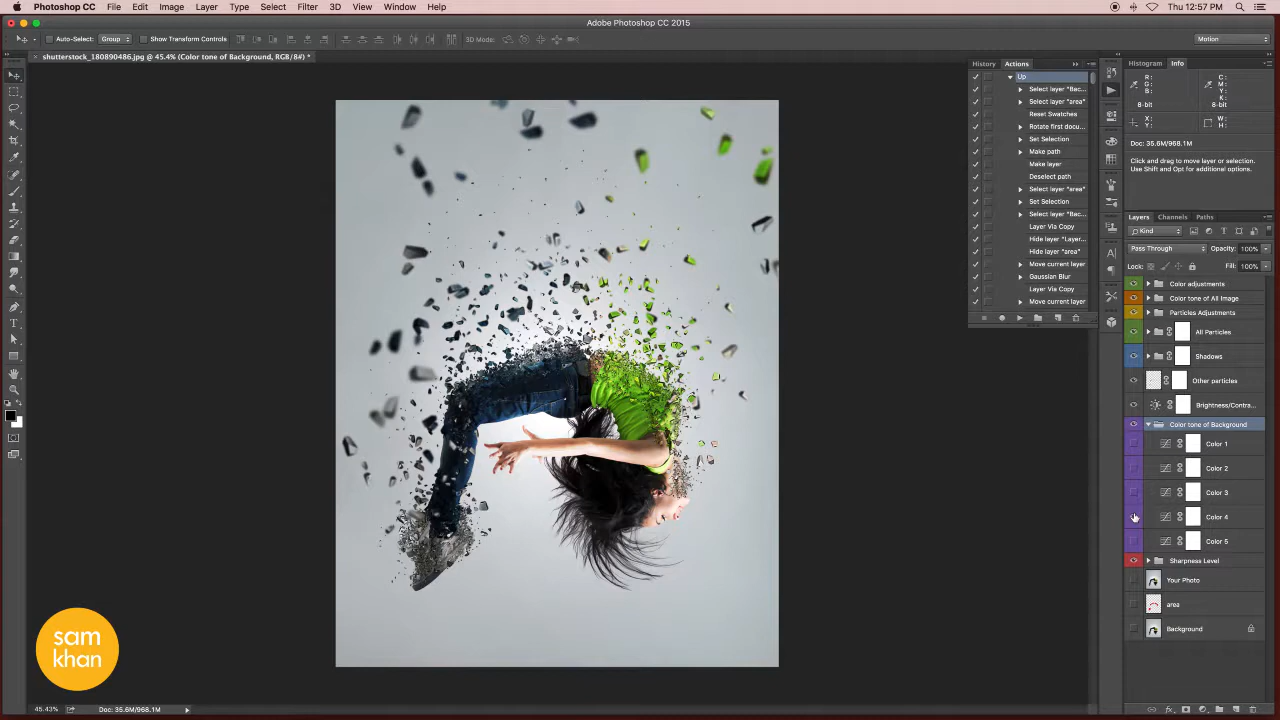 Photoshop CC File Edit Image Layer Type Select Filter 3D View Window Help Thu 12:57 PM
Adobe Photoshop CC 2015
Auto-Select: Group Show Transform Controls 3D Mode: Motion
shutterstock_180890486.jpg @ 45.4% (Color tone of Background, RGB/8#) *
History Actions
Up
Select layer "Bac...
Select layer "area"
Reset Swatches
Rotate first docu...
Set Selection
Make path
Make layer
Deselect path
Select layer "area"
Set Selection
Select layer "Bac...
Layer Via Copy
Hide layer "Layer...
Hide layer "area"
Move current layer
Gaussian Blur
Layer Via Copy
Move current layer
Histogram Info
R: C:
G: M:
B: Y:
K:
8-bit 8-bit
X: W:
Y: H:
Doc: 35.6M/968.1M
Click and drag to move layer or selection.
Use Shift and Opt for additional options.
Layers Channels Paths
Kind
Pass Through Opacity: 100%
Lock: Fill: 100%
Color adjustments
Color tone of All Image
Particles Adjustments
All Particles
Shadows
Other particles
Brightness/Contra...
Color tone of Background
Color 1
Color 2
Color 3
Color 4
Color 5
Sharpness Level
Your Photo
area
Background
sam
khan
45.43% Doc: 35.6M/968.1M